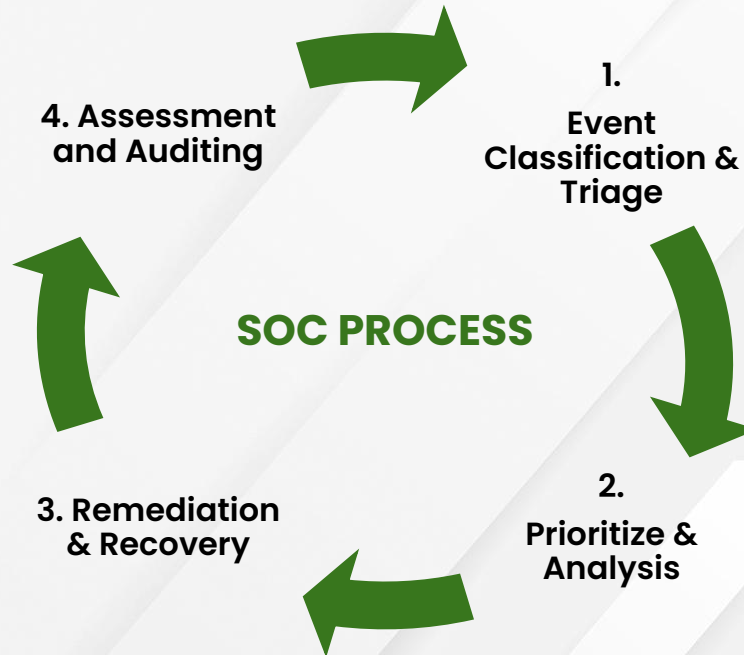 1.
Event
Classification &
Triage
2.
Prioritize &
Analysis
3. Remediation
& Recovery
4. Assessment
and Auditing
SOC PROCESS